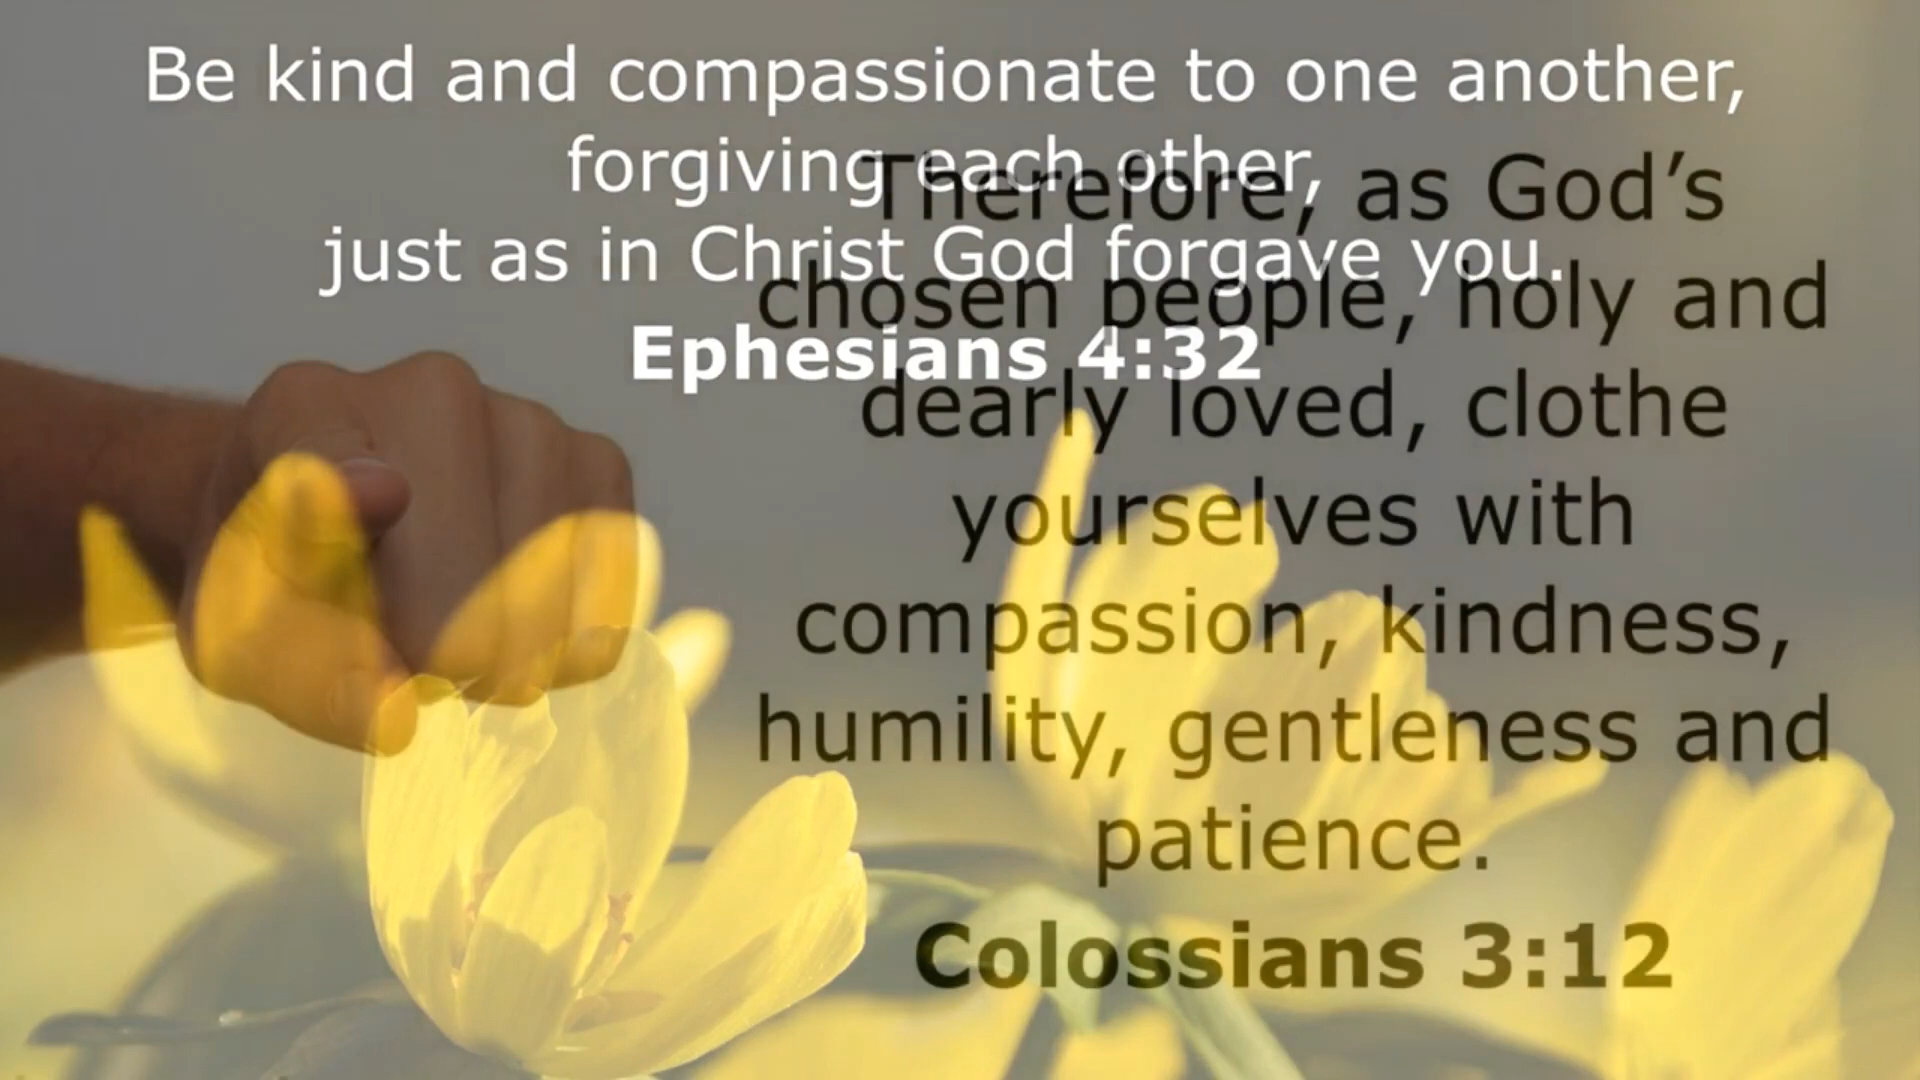 Be kind and compassionate to one another,
forgiving each other,
just as in Christ God forgave you.
Ephesians 4:32
Therefore, as God’s
chosen people, holy and
dearly loved, clothe
yourselves with
compassion, kindness,
humility, gentleness and
patience.
Colossians 3:12